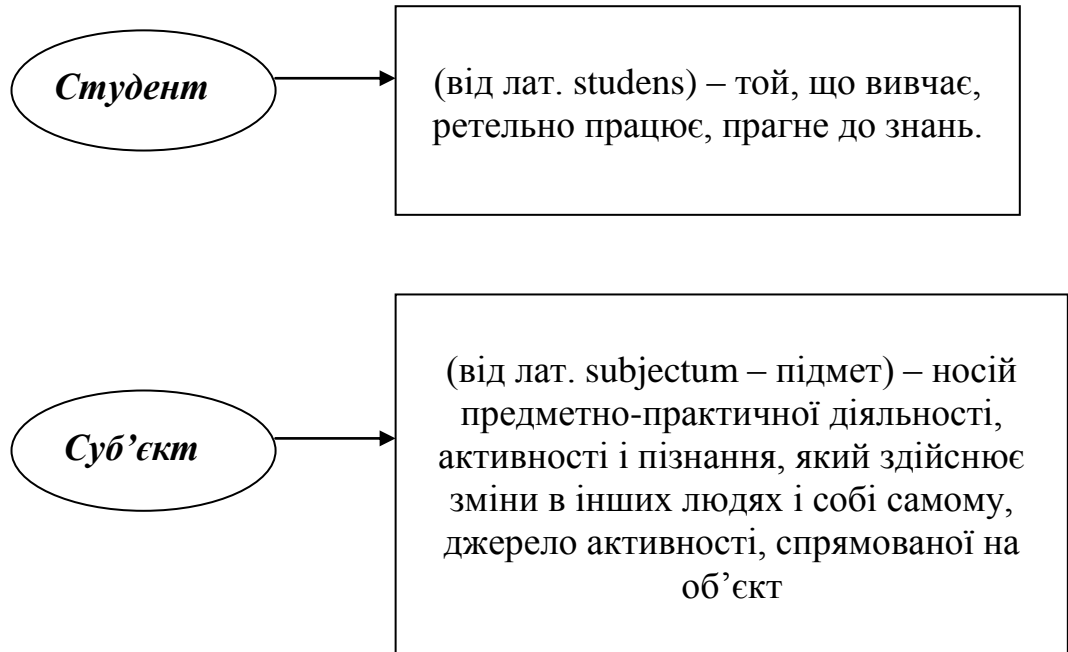 Студент
(від лат. studens) – той, що вивчає,
ретельно працює, прагне до знань.
Суб’єкт
(від лат. subjectum – підмет) – носій
предметно-практичної діяльності,
активності і пізнання, який здійснює
зміни в інших людях і собі самому,
джерело активності, спрямованої на
об’єкт